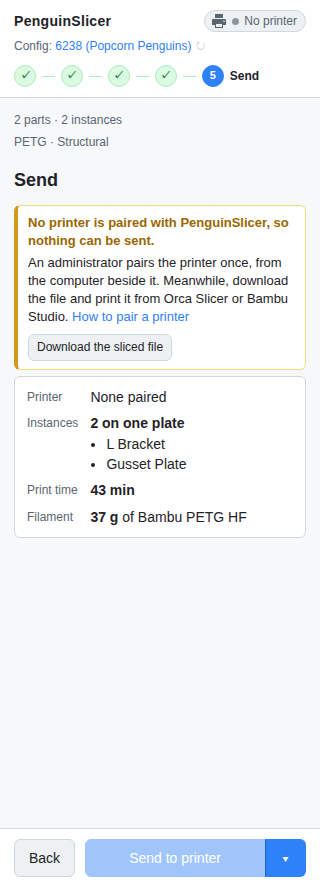 PenguinSlicer
No printer
Config: 6238 (Popcorn Penguins)
5 Send
2 parts · 2 instances
PETG · Structural
Send
No printer is paired with PenguinSlicer, so
nothing can be sent.
An administrator pairs the printer once, from
the computer beside it. Meanwhile, download
the file and print it from Orca Slicer or Bambu
Studio. How to pair a printer
Download the sliced file
Printer None paired
Instances 2 on one plate
• L Bracket
• Gusset Plate
Print time 43 min
Filament 37 g of Bambu PETG HF
Back
Send to printer